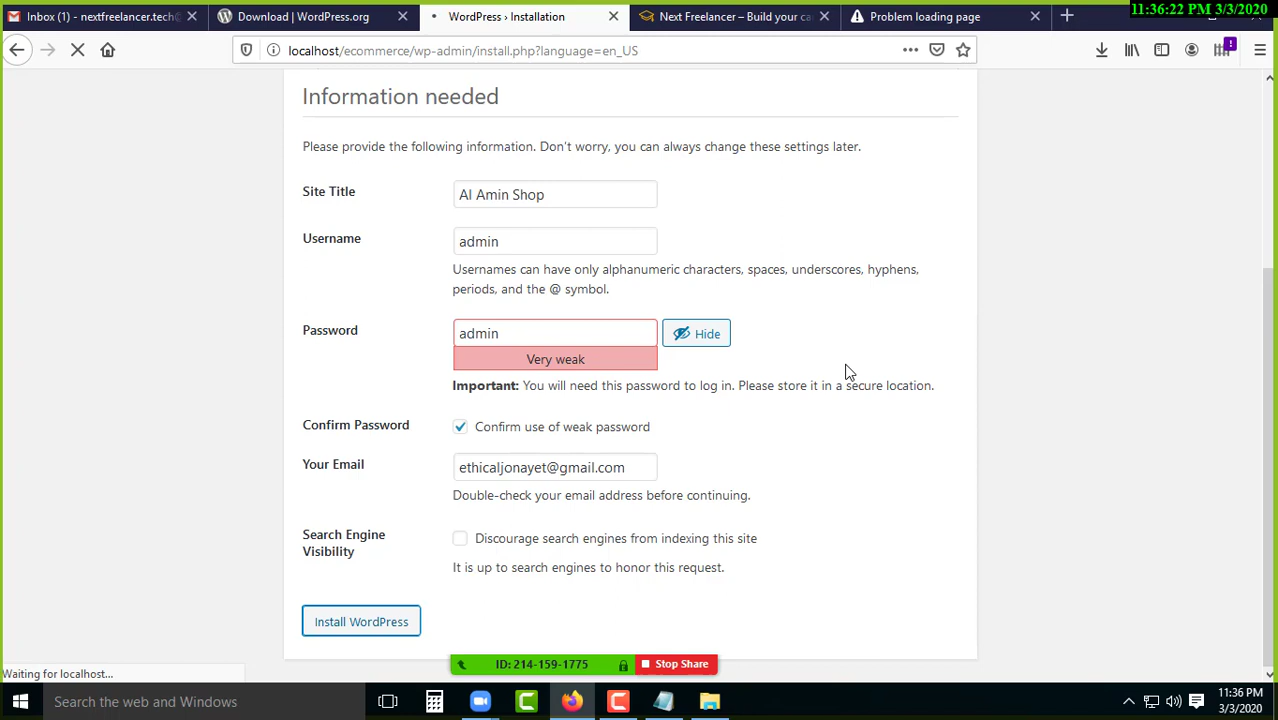 11:36:22 PM 3/3/2020
Inbox (1) - nextfreelancer.tech@
Download | WordPress.org
WordPress › Installation
Next Freelancer – Build your ca
Problem loading page
localhost/ecommerce/wp-admin/install.php?language=en_US
Information needed
Please provide the following information. Don't worry, you can always change these settings later.
Site Title
Al Amin Shop
Username
admin
Usernames can have only alphanumeric characters, spaces, underscores, hyphens,
periods, and the @ symbol.
Password
admin
Hide
Very weak
Important: You will need this password to log in. Please store it in a secure location.
Confirm Password
Confirm use of weak password
Your Email
ethicaljonayet@gmail.com
Double-check your email address before continuing.
Search Engine
Visibility
Discourage search engines from indexing this site
It is up to search engines to honor this request.
Install WordPress
ID: 214-159-1775
Stop Share
Waiting for localhost...
Search the web and Windows
11:36 PM
3/3/2020